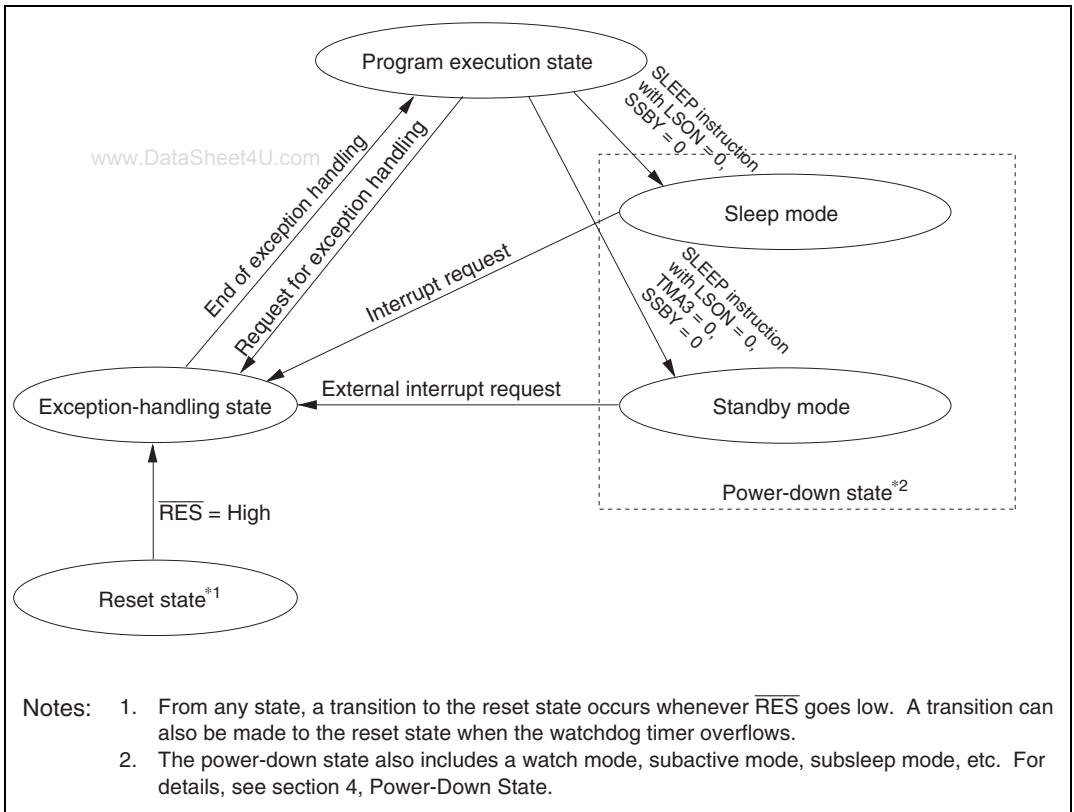 Program execution state
SLEEP instruction
with LSON = 0,
SSBY = 0
www.DataSheet4U.com
End of exception handling
Request for exception handling
Sleep mode
Interrupt request
SLEEP instruction
with LSON = 0,
TMA3 = 0,
SSBY = 0
Exception-handling state
External interrupt request
Standby mode
Power-down state*2
R̅E̅S̅ = High
Reset state*1
Notes: 1. From any state, a transition to the reset state occurs whenever R̅E̅S̅ goes low. A transition can
also be made to the reset state when the watchdog timer overflows.
2. The power-down state also includes a watch mode, subactive mode, subsleep mode, etc. For
details, see section 4, Power-Down State.